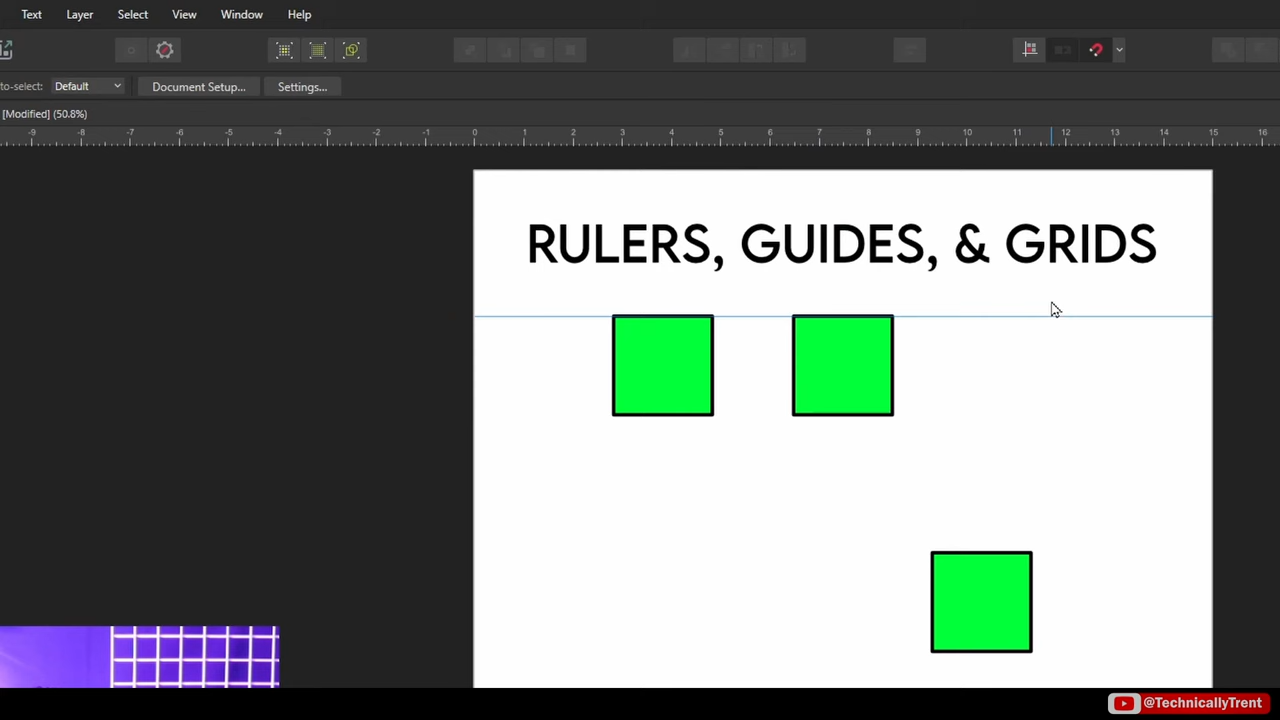 Text Layer Select View Window Help
to-select: Default Document Setup... Settings...
[Modified] (50.8%)
-9 -8 -7 -6 -5 -4 -3 -2 -1 0 1 2 3 4 5 6 7 8 9 10 11 12 13 14 15 16
RULERS, GUIDES, & GRIDS
@TechnicallyTrent